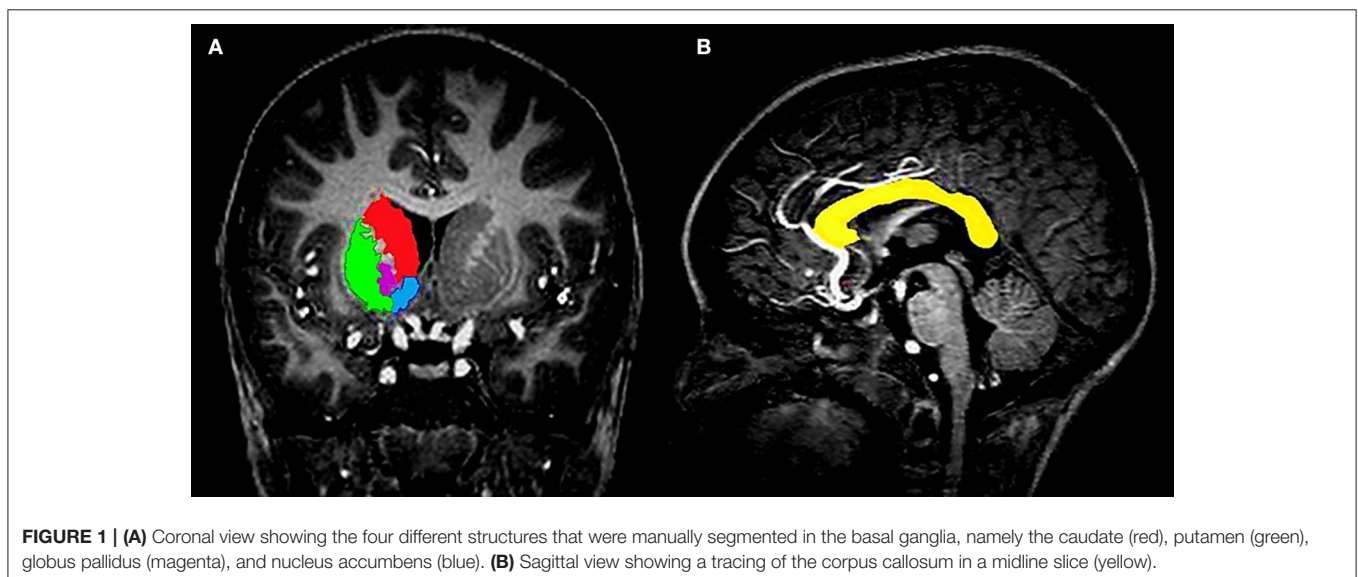 A
B
FIGURE 1 | (A) Coronal view showing the four different structures that were manually segmented in the basal ganglia, namely the caudate (red), putamen (green),
globus pallidus (magenta), and nucleus accumbens (blue). (B) Sagittal view showing a tracing of the corpus callosum in a midline slice (yellow).